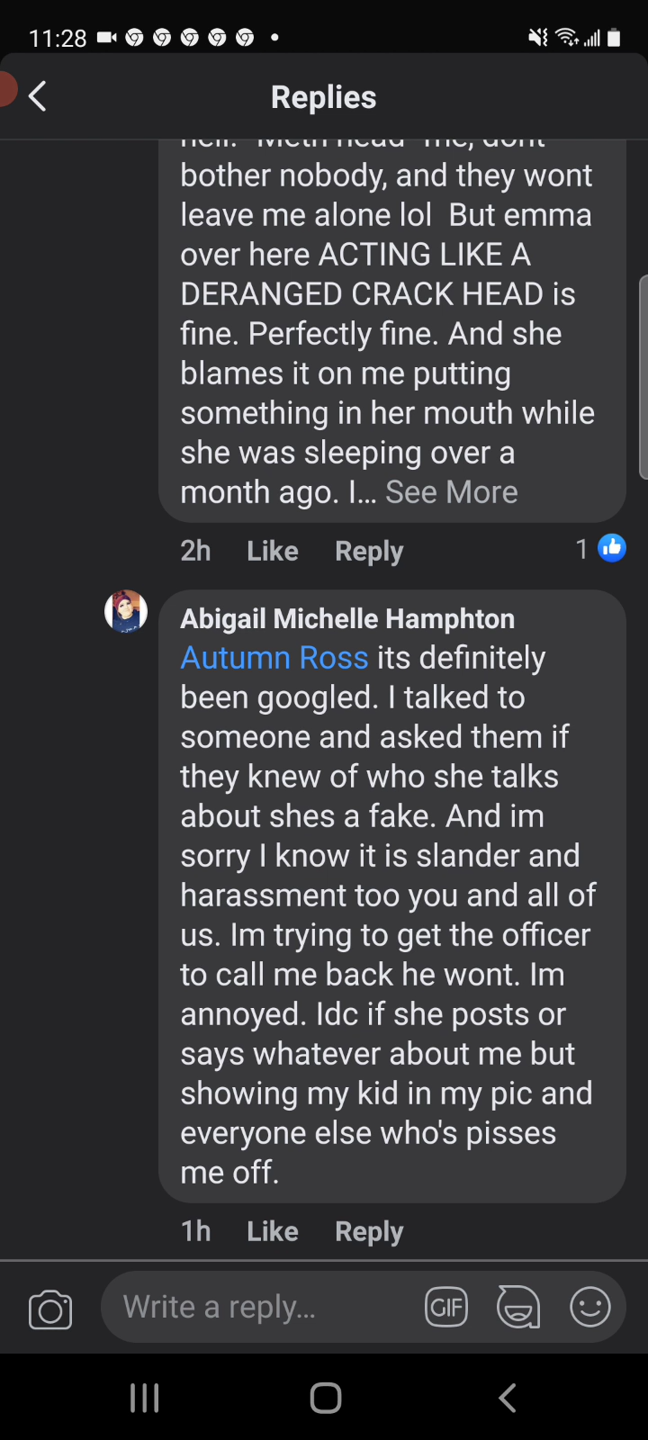 11:28
Replies
hell. "Meth head" me, dont
bother nobody, and they wont
leave me alone lol But emma
over here ACTING LIKE A
DERANGED CRACK HEAD is
fine. Perfectly fine. And she
blames it on me putting
something in her mouth while
she was sleeping over a
month ago. I... See More
2h Like Reply 1
Abigail Michelle Hamphton
Autumn Ross its definitely
been googled. I talked to
someone and asked them if
they knew of who she talks
about shes a fake. And im
sorry I know it is slander and
harassment too you and all of
us. Im trying to get the officer
to call me back he wont. Im
annoyed. Idc if she posts or
says whatever about me but
showing my kid in my pic and
everyone else who's pisses
me off.
1h Like Reply
Write a reply...
GIF